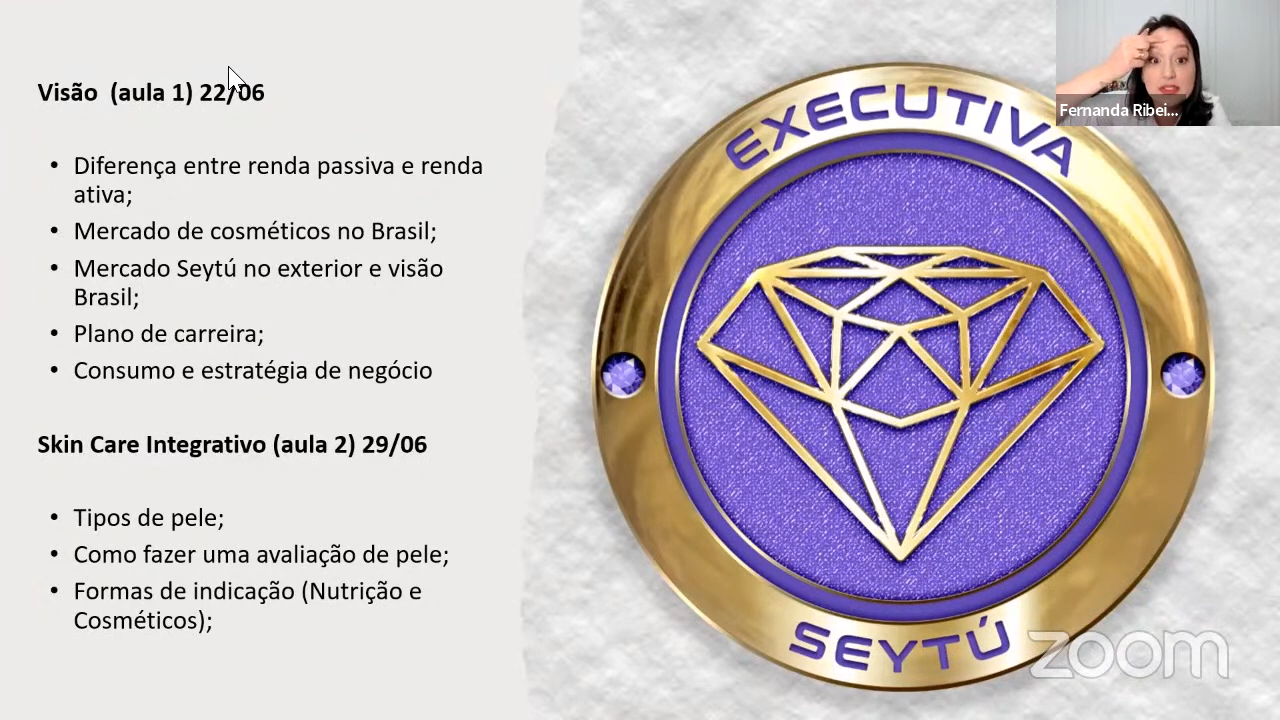 Visão  (aula 1) 22/06
• Diferença entre renda passiva e renda
ativa;
• Mercado de cosméticos no Brasil;
• Mercado Seytú no exterior e visão
Brasil;
• Plano de carreira;
• Consumo e estratégia de negócio
Skin Care Integrativo (aula 2) 29/06
• Tipos de pele;
• Como fazer uma avaliação de pele;
• Formas de indicação (Nutrição e
Cosméticos);
EXECUTIVA
SEYTÚ
Fernanda Ribei...
zoom